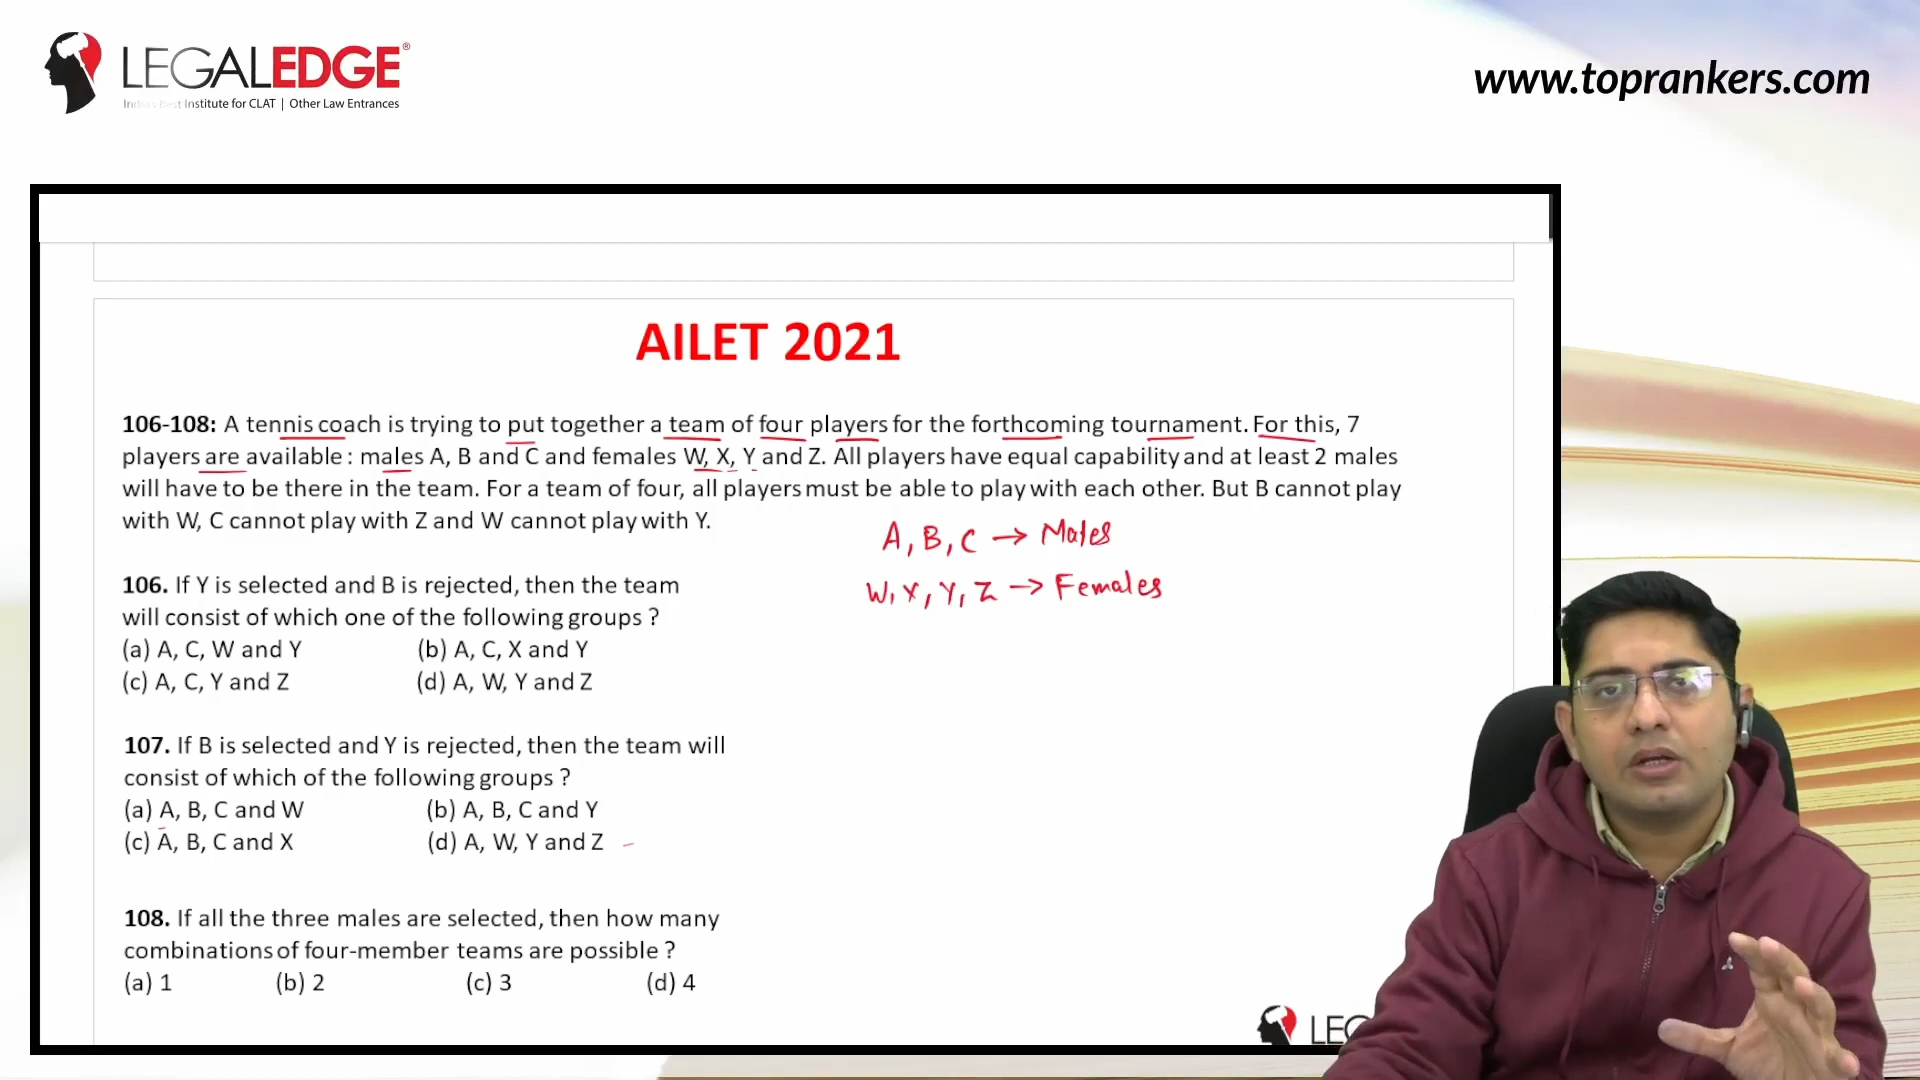 LEGALEDGE®
India's Best Institute for CLAT | Other Law Entrances
www.toprankers.com
AILET 2021
106-108: A tennis coach is trying to put together a team of four players for the forthcoming tournament. For this, 7
players are available : males A, B and C and females W, X, Y and Z. All players have equal capability and at least 2 males
will have to be there in the team. For a team of four, all players must be able to play with each other. But B cannot play
with W, C cannot play with Z and W cannot play with Y.
A, B, C → Males
W, X, Y, Z → Females
106. If Y is selected and B is rejected, then the team
will consist of which one of the following groups ?
(a) A, C, W and Y (b) A, C, X and Y
(c) A, C, Y and Z (d) A, W, Y and Z
107. If B is selected and Y is rejected, then the team will
consist of which of the following groups ?
(a) A, B, C and W (b) A, B, C and Y
(c) A, B, C and X (d) A, W, Y and Z
108. If all the three males are selected, then how many
combinations of four-member teams are possible ?
(a) 1 (b) 2 (c) 3 (d) 4